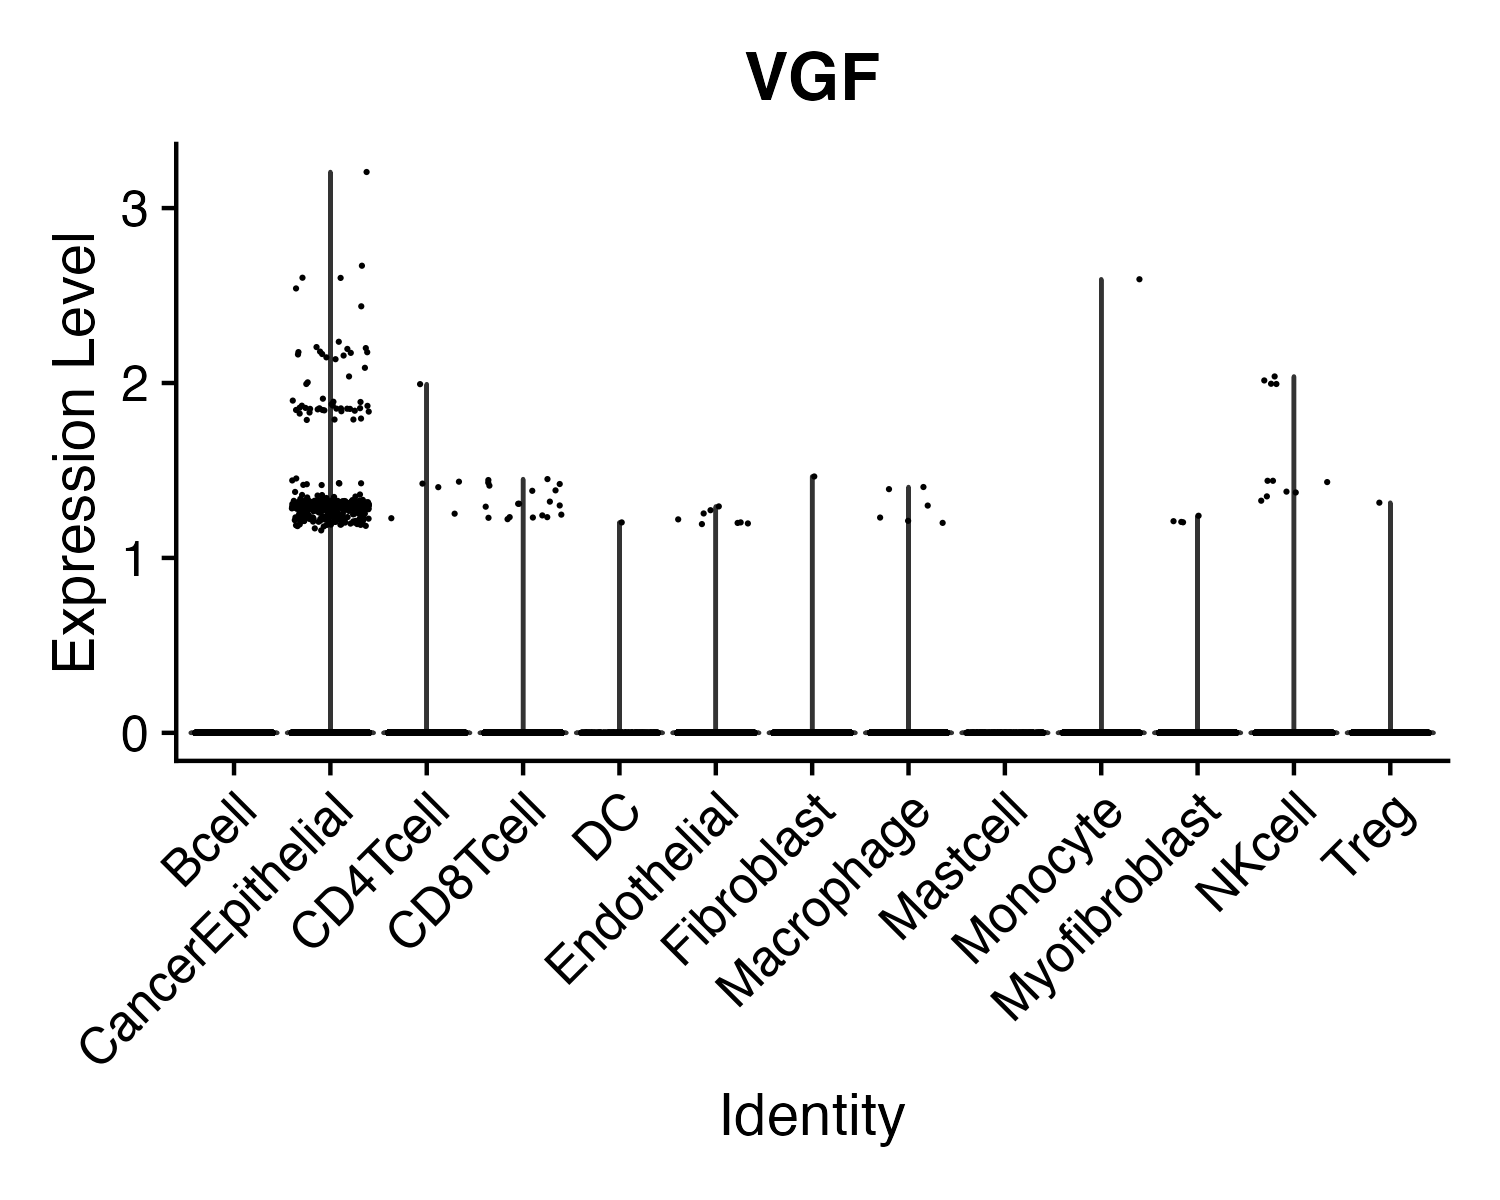 VGF
Expression Level
3
2
1
0
Bcell
CancerEpithelial
CD4Tcell
CD8Tcell
DC
Endothelial
Fibroblast
Macrophage
Mastcell
Monocyte
Myofibroblast
NKcell
Treg
Identity